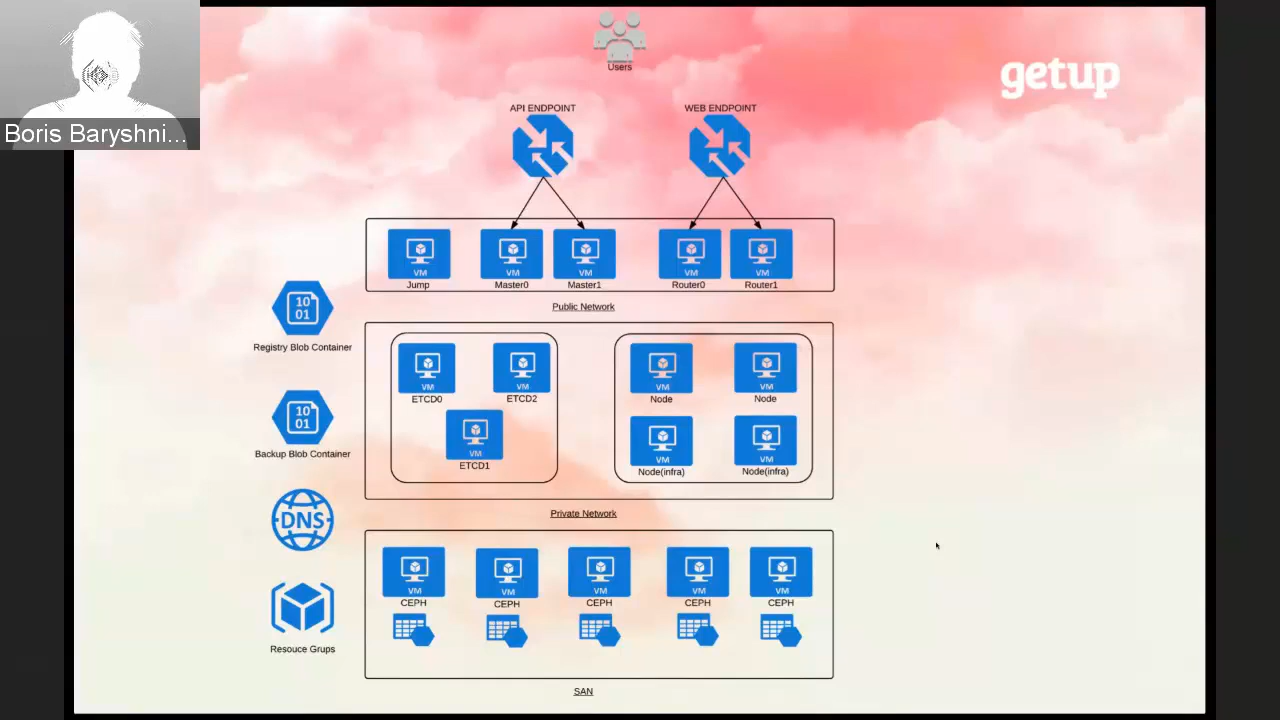 Boris Baryshni...
Users
getup
API ENDPOINT
WEB ENDPOINT
VM
VM
VM
VM
VM
Jump
Master0
Master1
Router0
Router1
Public Network
10
01
Registry Blob Container
VM
VM
VM
VM
ETCD0
ETCD2
Node
Node
VM
VM
VM
ETCD1
Node(infra)
Node(infra)
10
01
Backup Blob Container
Private Network
DNS
VM
VM
VM
VM
VM
CEPH
CEPH
CEPH
CEPH
CEPH
Resouce Grups
SAN